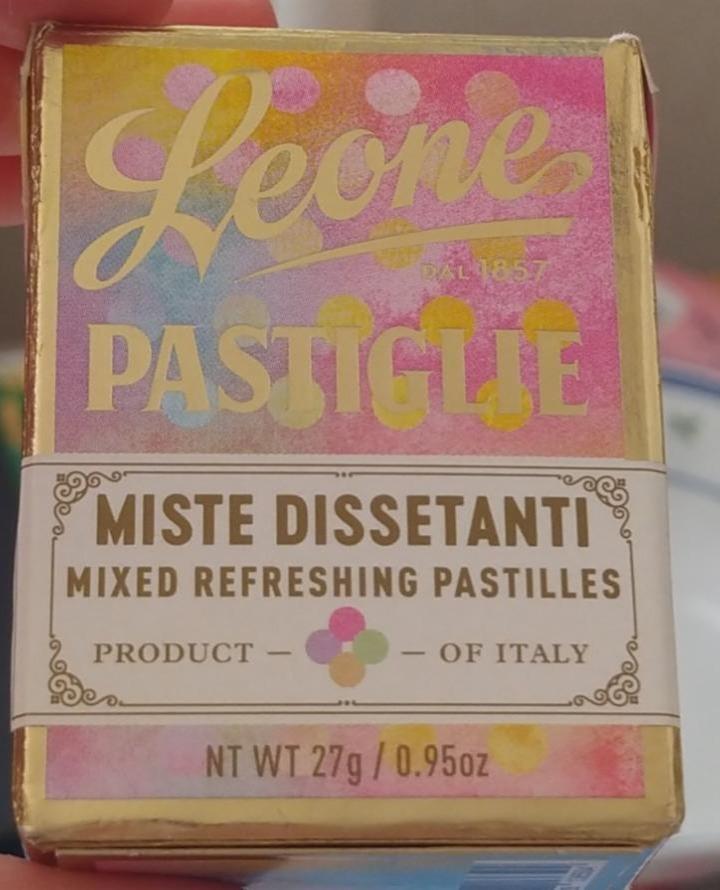 Leone
DAL 1857
PASTIGLIE
MISTE DISSETANTI
MIXED REFRESHING PASTILLES
PRODUCT — — OF ITALY
NT WT 27g / 0.95oz